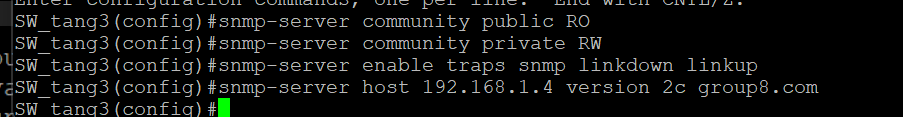 Enter configuration commands, one per line. End with CNTL/Z.
SW_tang3(config)#snmp-server community public RO
SW_tang3(config)#snmp-server community private RW
SW_tang3(config)#snmp-server enable traps snmp linkdown linkup
SW_tang3(config)#snmp-server host 192.168.1.4 version 2c group8.com
SW_tang3(config)#